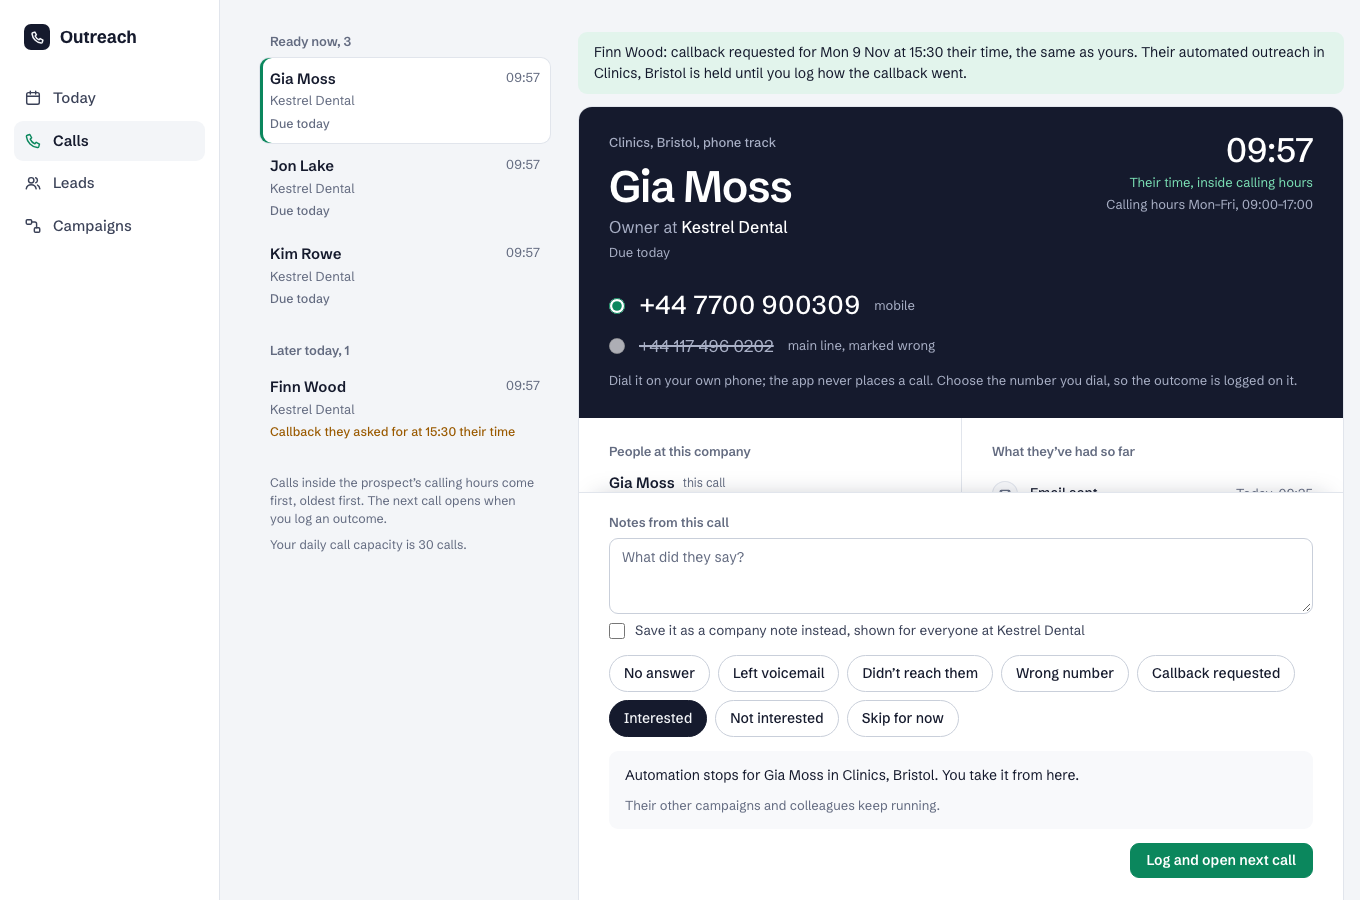 Outreach
Today
Calls
Leads
Campaigns
Ready now, 3
Gia Moss 09:57
Kestrel Dental
Due today
Jon Lake 09:57
Kestrel Dental
Due today
Kim Rowe 09:57
Kestrel Dental
Due today
Later today, 1
Finn Wood 09:57
Kestrel Dental
Callback they asked for at 15:30 their time
Calls inside the prospect’s calling hours come
first, oldest first. The next call opens when
you log an outcome.
Your daily call capacity is 30 calls.
Finn Wood: callback requested for Mon 9 Nov at 15:30 their time, the same as yours. Their automated outreach in
Clinics, Bristol is held until you log how the callback went.
Clinics, Bristol, phone track
Gia Moss
Owner at Kestrel Dental
Due today
09:57
Their time, inside calling hours
Calling hours Mon–Fri, 09:00–17:00
+44 7700 900309 mobile
+44 117 496 0202 main line, marked wrong
Dial it on your own phone; the app never places a call. Choose the number you dial, so the outcome is logged on it.
People at this company
Gia Moss this call
What they’ve had so far
Email sent Today, 09:25
Notes from this call
What did they say?
Save it as a company note instead, shown for everyone at Kestrel Dental
No answer Left voicemail Didn’t reach them Wrong number Callback requested
Interested Not interested Skip for now
Automation stops for Gia Moss in Clinics, Bristol. You take it from here.
Their other campaigns and colleagues keep running.
Log and open next call